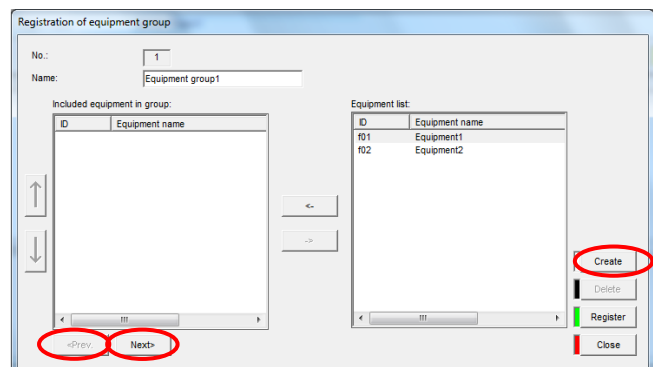 Registration of equipment group
No.: 1
Name: Equipment group1
Included equipment in group:
ID Equipment name
Equipment list:
ID Equipment name
f01 Equipment1
f02 Equipment2
<-
->
Create
Delete
Register
Close
<Prev. Next>